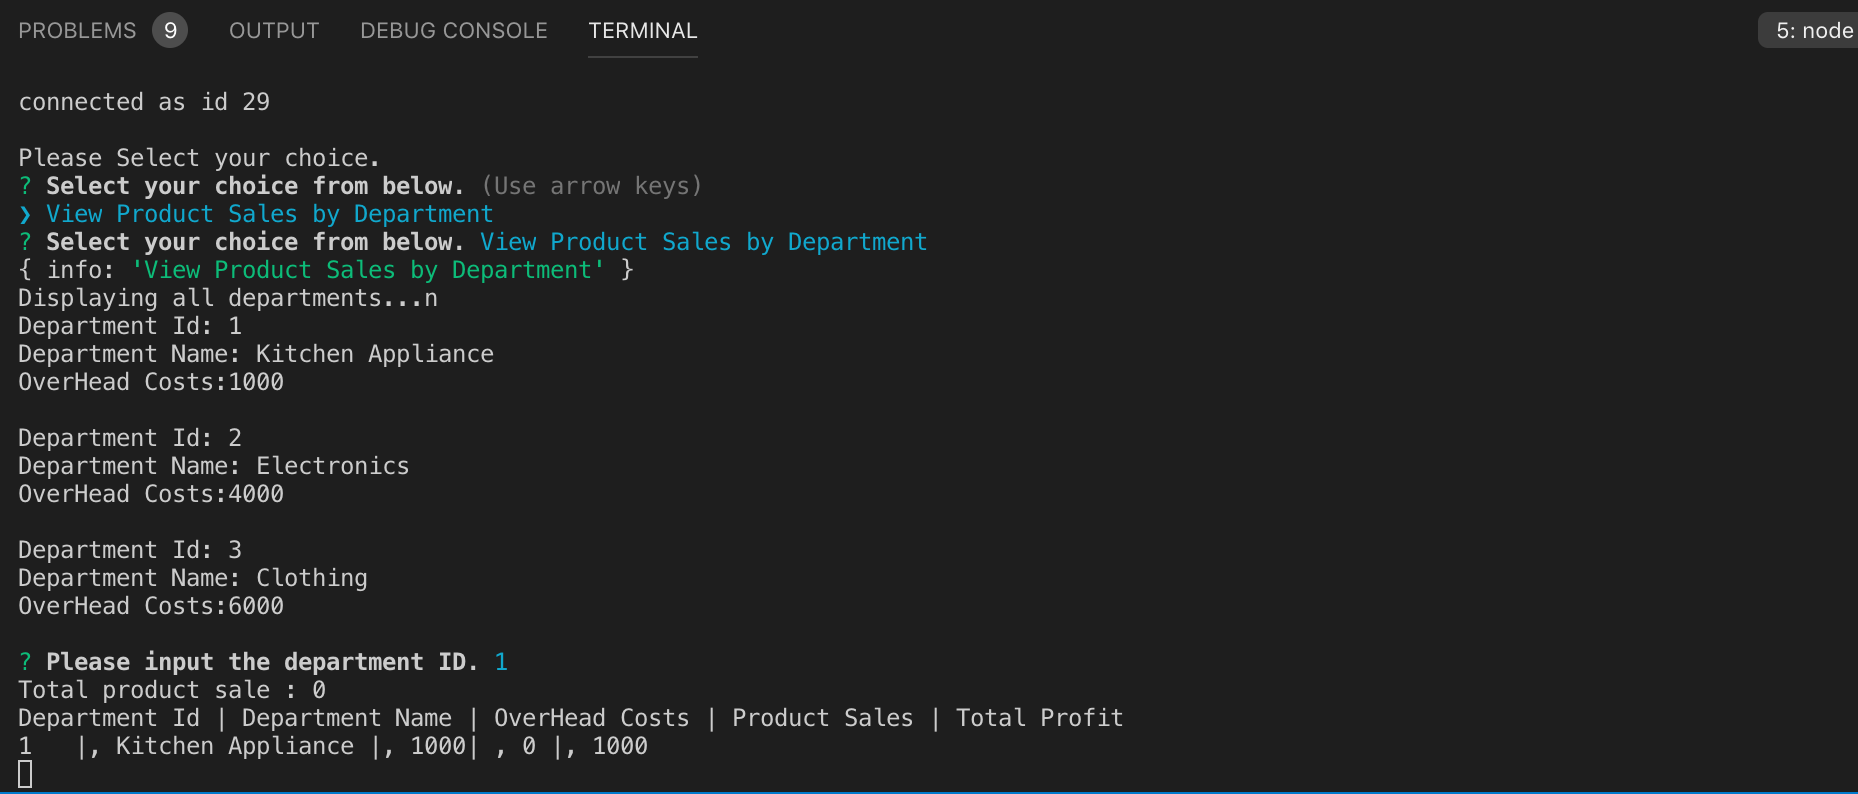 PROBLEMS 9 OUTPUT DEBUG CONSOLE TERMINAL 5: node
connected as id 29
Please Select your choice.
? Select your choice from below. (Use arrow keys)
❯ View Product Sales by Department
? Select your choice from below. View Product Sales by Department
{ info: 'View Product Sales by Department' }
Displaying all departments...n
Department Id: 1
Department Name: Kitchen Appliance
OverHead Costs:1000
Department Id: 2
Department Name: Electronics
OverHead Costs:4000
Department Id: 3
Department Name: Clothing
OverHead Costs:6000
? Please input the department ID. 1
Total product sale : 0
Department Id | Department Name | OverHead Costs | Product Sales | Total Profit
1   |, Kitchen Appliance |, 1000| , 0 |, 1000